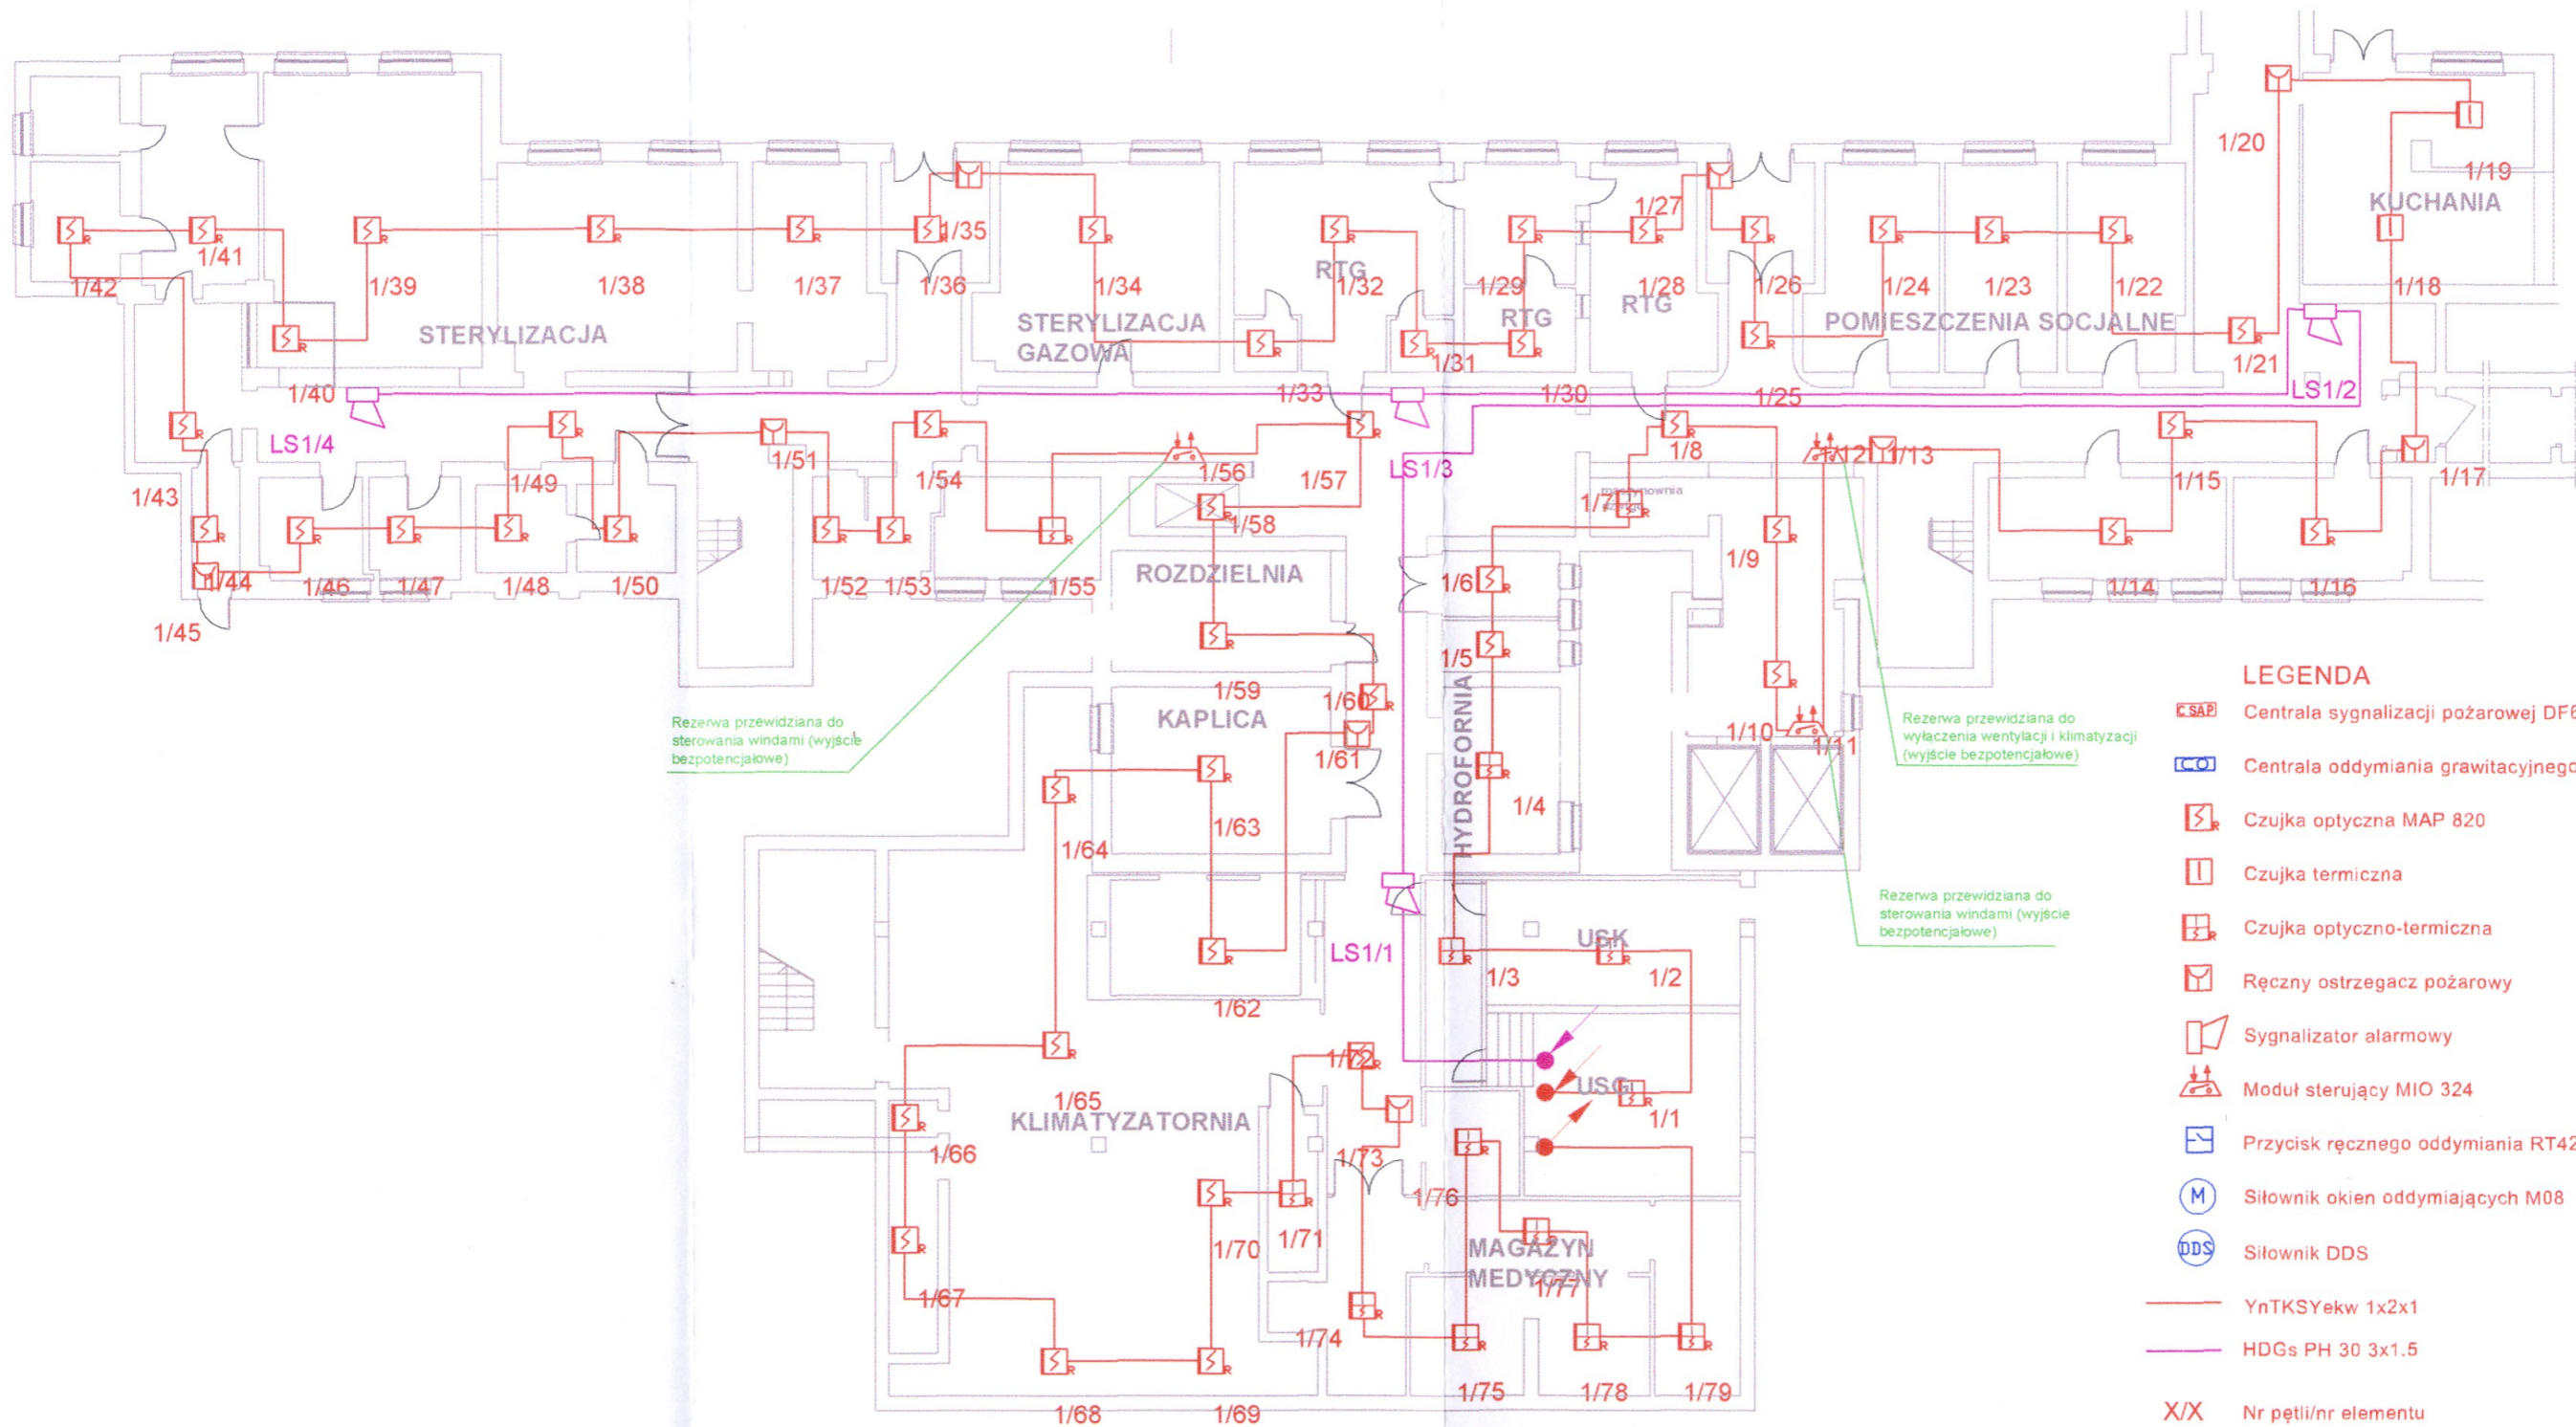 1/20
1/19
KUCHANIA
1/27
1/35
1/41
1/42
1/39
1/38
1/37
1/36
1/34
RTG
1/32
1/29
1/28
1/26
1/24
1/23
1/22
1/18
RTG
RTG
STERYLIZACJA
STERYLIZACJA
GAZOWA
POMIESZCZENIA SOCJALNE
1/31
1/21
1/40
1/33
1/30
1/25
LS1/2
LS1/4
1/51
LS1/3
1/8
1/12
1/13
1/43
1/49
1/54
1/56
1/57
1/15
1/17
1/7
1/58
1/9
1/44
1/46
1/47
1/48
1/50
1/52
1/53
1/55
ROZDZIELNIA
1/6
1/14
1/16
1/45
1/5
1/59
1/60
KAPLICA
1/61
HYDROFORNIA
1/10
1/11
Rezerwa przewidziana do
sterowania windami (wyjście
bezpotencjałowe)
Rezerwa przewidziana do
wyłączenia wentylacji i klimatyzacji
(wyjście bezpotencjałowe)
1/4
1/63
1/64
Rezerwa przewidziana do
sterowania windami (wyjście
bezpotencjałowe)
LS1/1
USK
1/3
1/2
1/62
1/72
USG
1/65
1/1
KLIMATYZATORNIA
1/66
1/73
1/76
1/70
1/71
MAGAZYN
MEDYCZNY
1/77
1/67
1/74
1/75
1/78
1/79
1/68
1/69
LEGENDA
CSAP Centrala sygnalizacji pożarowej DF6
CO Centrala oddymiania grawitacyjnego
R Czujka optyczna MAP 820
Czujka termiczna
R Czujka optyczno-termiczna
Ręczny ostrzegacz pożarowy
Sygnalizator alarmowy
Moduł sterujący MIO 324
Przycisk ręcznego oddymiania RT42
M Siłownik okien oddymiających M08
DDS Siłownik DDS
YnTKSYekw 1x2x1
HDGs PH 30 3x1.5
X/X Nr pętli/nr elementu